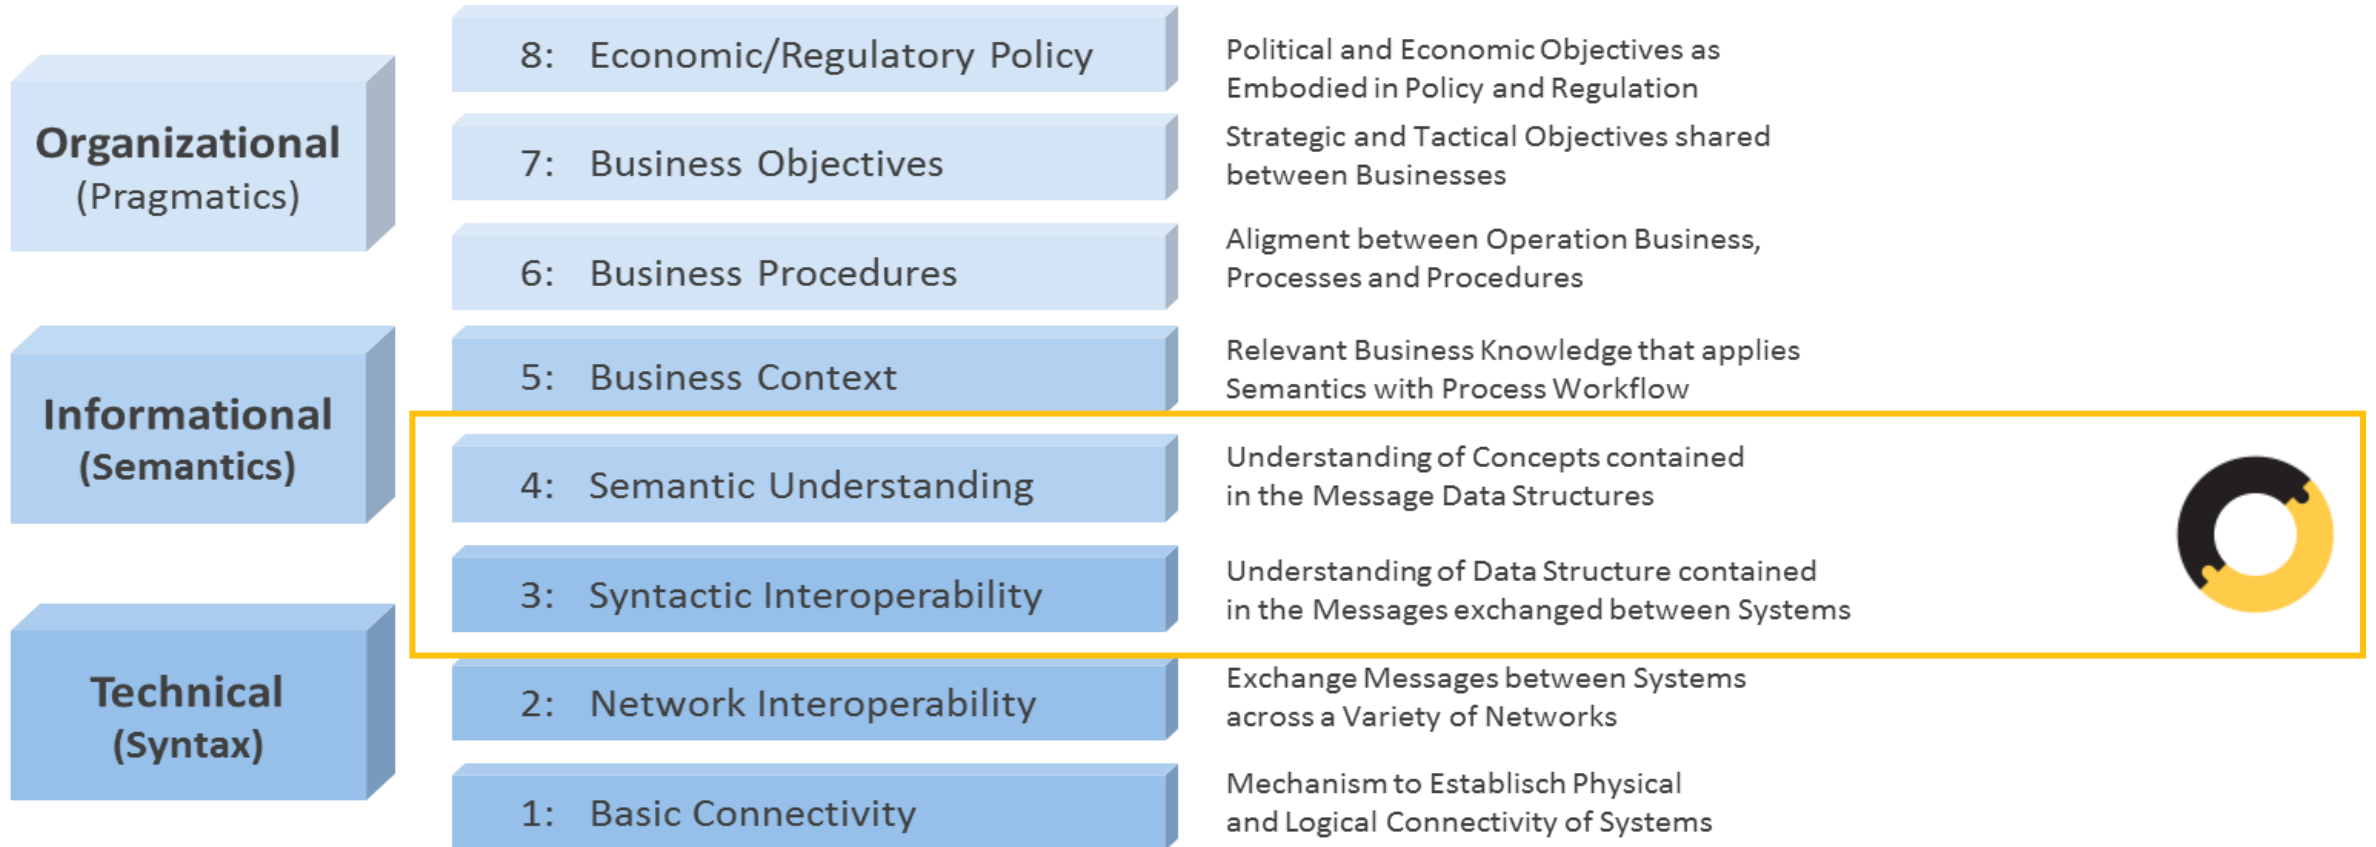 Organizational
(Pragmatics)
8: Economic/Regulatory Policy
Political and Economic Objectives as
Embodied in Policy and Regulation
7: Business Objectives
Strategic and Tactical Objectives shared
between Businesses
6: Business Procedures
Aligment between Operation Business,
Processes and Procedures
Informational
(Semantics)
5: Business Context
Relevant Business Knowledge that applies
Semantics with Process Workflow
4: Semantic Understanding
Understanding of Concepts contained
in the Message Data Structures
Technical
(Syntax)
3: Syntactic Interoperability
Understanding of Data Structure contained
in the Messages exchanged between Systems
2: Network Interoperability
Exchange Messages between Systems
across a Variety of Networks
1: Basic Connectivity
Mechanism to Establisch Physical
and Logical Connectivity of Systems